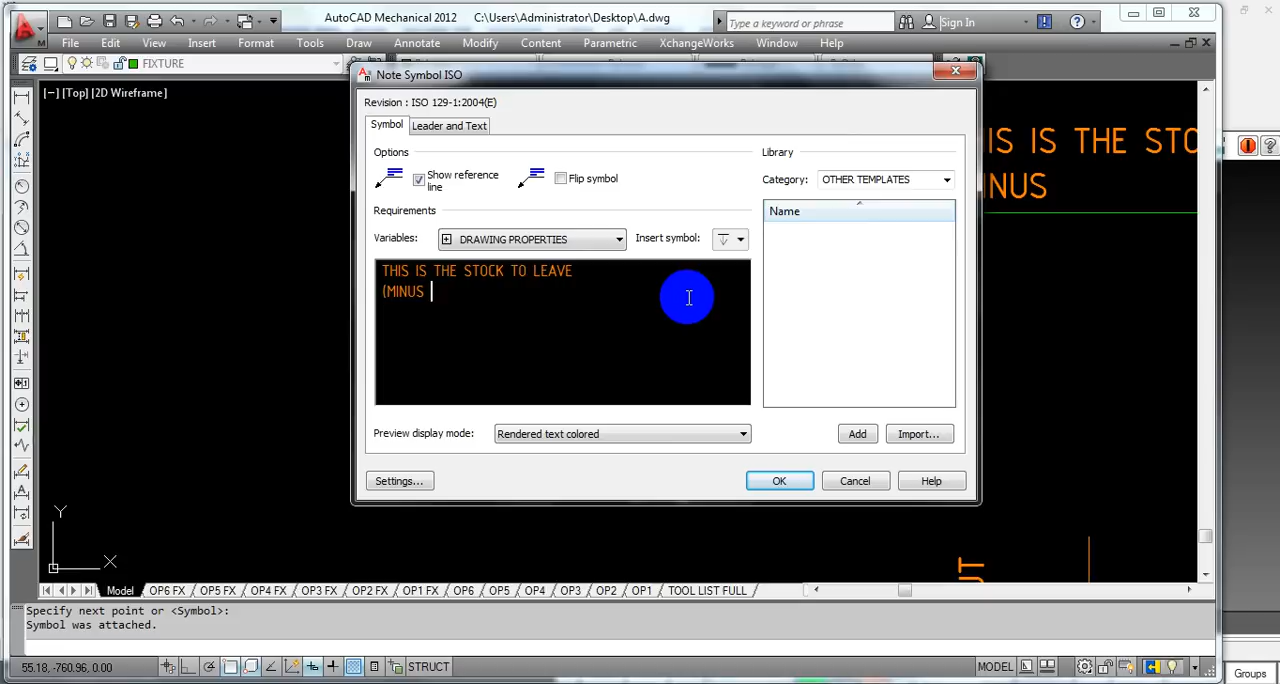 AutoCAD Mechanical 2012 C:\Users\Administrator\Desktop\A.dwg
Type a keyword or phrase
Sign In
File Edit View Insert Format Tools Draw Annotate Modify Content Parametric XchangeWorks Window Help
FIXTURE
[−] [Top] [2D Wireframe]
Note Symbol ISO
Revision : ISO 129-1:2004(E)
Symbol Leader and Text
Options
Show reference
line
Flip symbol
Library
Category: OTHER TEMPLATES
Name
Requirements
Variables: DRAWING PROPERTIES
Insert symbol:
THIS IS THE STOCK TO LEAVE
(MINUS
Preview display mode: Rendered text colored
Add Import...
Settings... OK Cancel Help
IS IS THE STO
INUS
UT
Y
X
Model OP6 FX OP5 FX OP4 FX OP3 FX OP2 FX OP1 FX OP6 OP5 OP4 OP3 OP2 OP1 TOOL LIST FULL
Specify next point or <Symbol>:
Symbol was attached.
55.18, -760.96, 0.00
STRUCT
MODEL
Groups